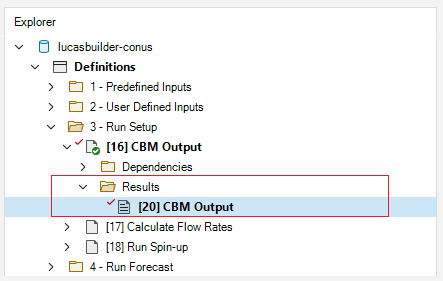 Explorer
lucasbuilder-conus
Definitions
1 - Predefined Inputs
2 - User Defined Inputs
3 - Run Setup
[16] CBM Output
Dependencies
Results
[20] CBM Output
[17] Calculate Flow Rates
[18] Run Spin-up
4 - Run Forecast